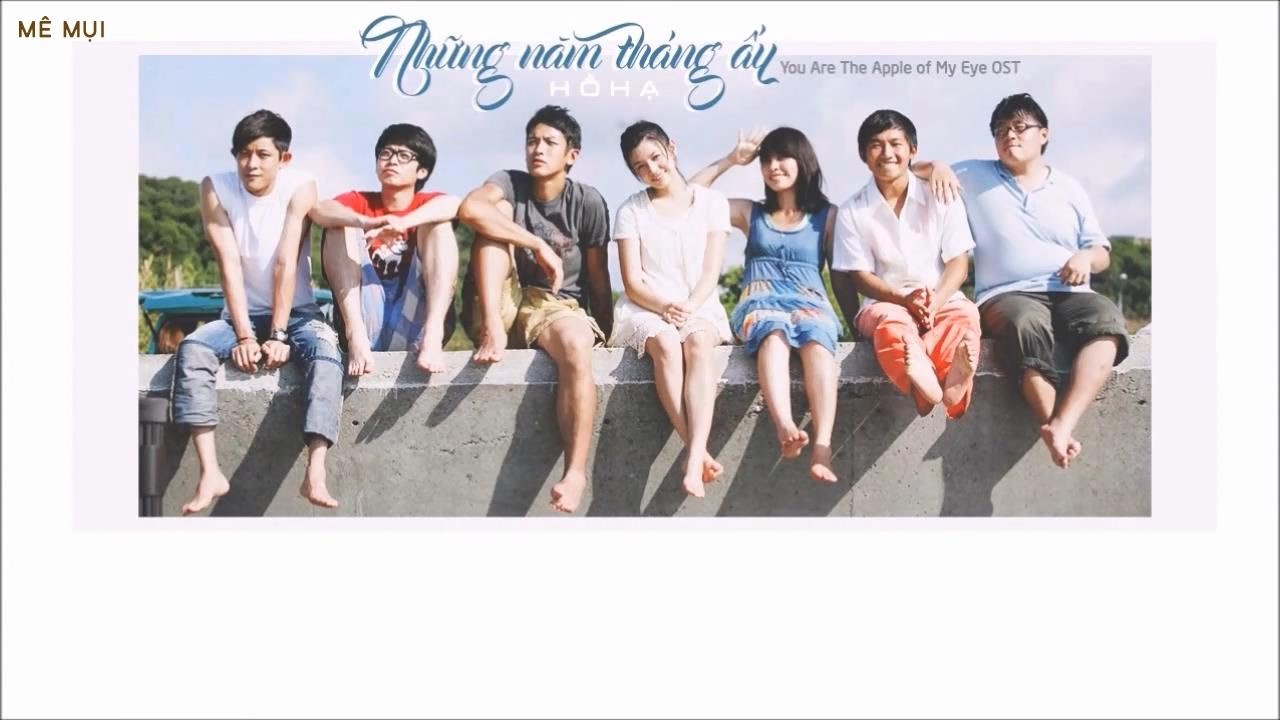 MÊ MỤI
Những năm tháng ấy
You Are The Apple of My Eye OST
HỒ HẠ